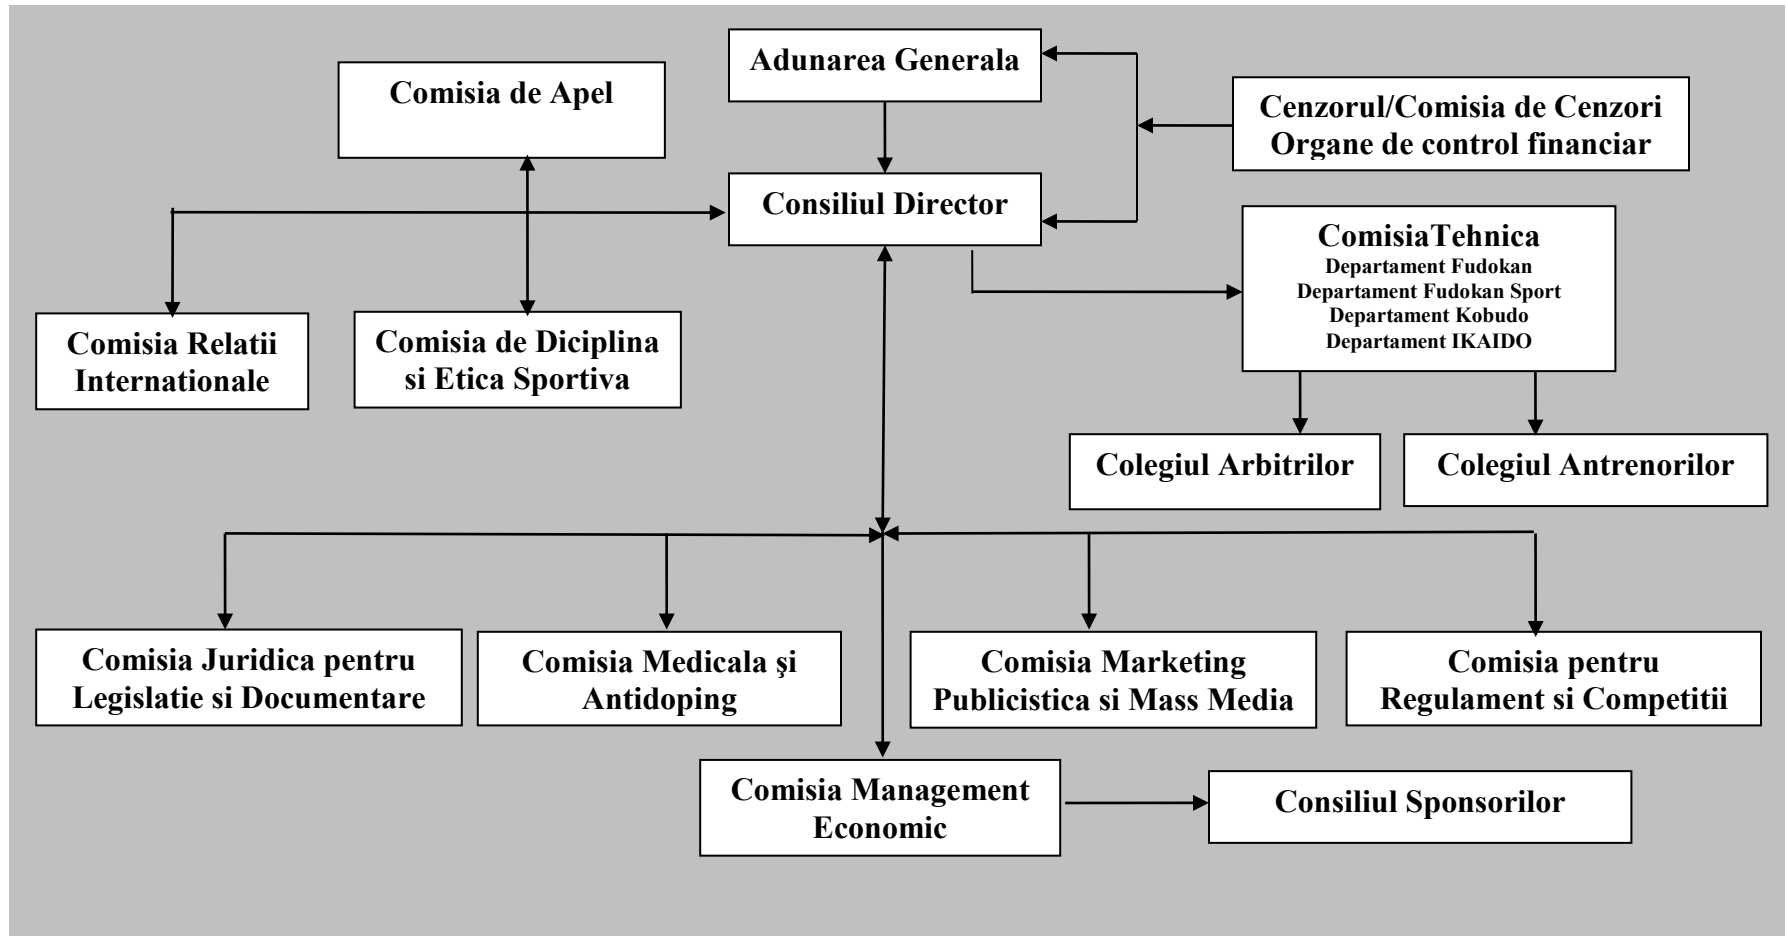 Adunarea Generala
Comisia de Apel
Cenzorul/Comisia de Cenzori
Organe de control financiar
Consiliul Director
ComisiaTehnica
Departament Fudokan
Departament Fudokan Sport
Departament Kobudo
Departament IKAIDO
Comisia Relatii
Internationale
Comisia de Diciplina
si Etica Sportiva
Colegiul Arbitrilor
Colegiul Antrenorilor
Comisia Juridica pentru
Legislatie si Documentare
Comisia Medicala şi
Antidoping
Comisia Marketing
Publicistica si Mass Media
Comisia pentru
Regulament si Competitii
Comisia Management
Economic
Consiliul Sponsorilor